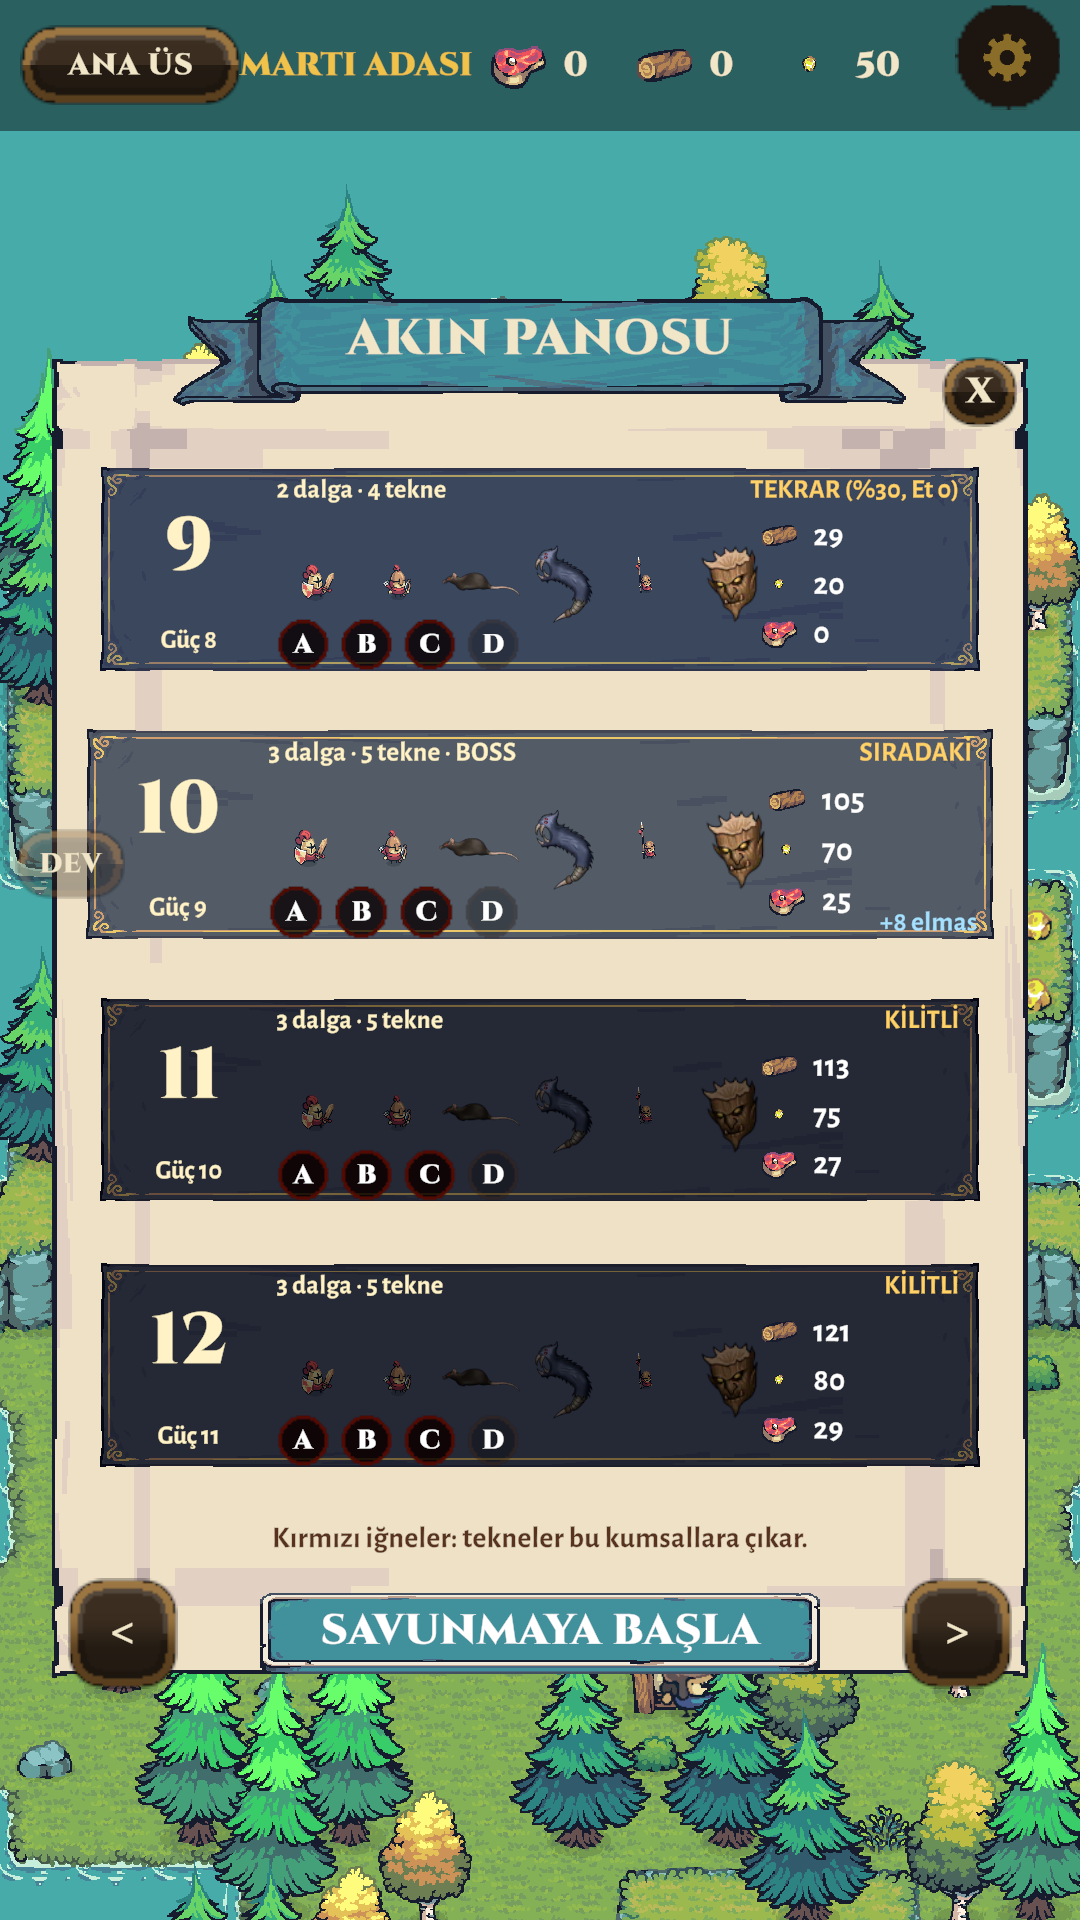 ANA ÜS MARTI ADASI 0 0 50
AKIN PANOSU
X
2 dalga · 4 tekne TEKRAR (%30, Et 0)
9
29
20
0
Güç 8
A B C D
3 dalga · 5 tekne · BOSS SIRADAKİ
10
105
70
25
DEV
Güç 9
A B C D
+8 elmas
3 dalga · 5 tekne KİLİTLİ
11
113
75
27
Güç 10
A B C D
3 dalga · 5 tekne KİLİTLİ
12
121
80
29
Güç 11
A B C D
Kırmızı iğneler: tekneler bu kumsallara çıkar.
< SAVUNMAYA BAŞLA >